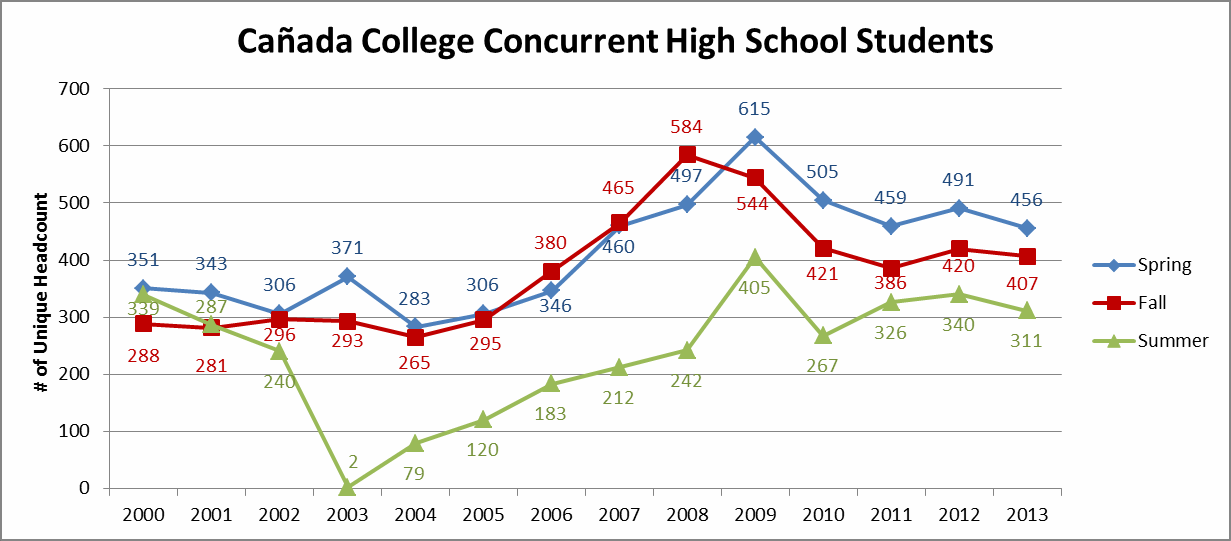 Cañada College Concurrent High School Students
# of Unique Headcount
700
600
500
400
300
200
100
0
351 343 306 371 283 306 346 460 497 615 505 459 491 456
288 281 296 293 265 295 380 465 584 544 421 386 420 407
339 287 240 2 79 120 183 212 242 405 267 326 340 311
2000 2001 2002 2003 2004 2005 2006 2007 2008 2009 2010 2011 2012 2013
Spring
Fall
Summer